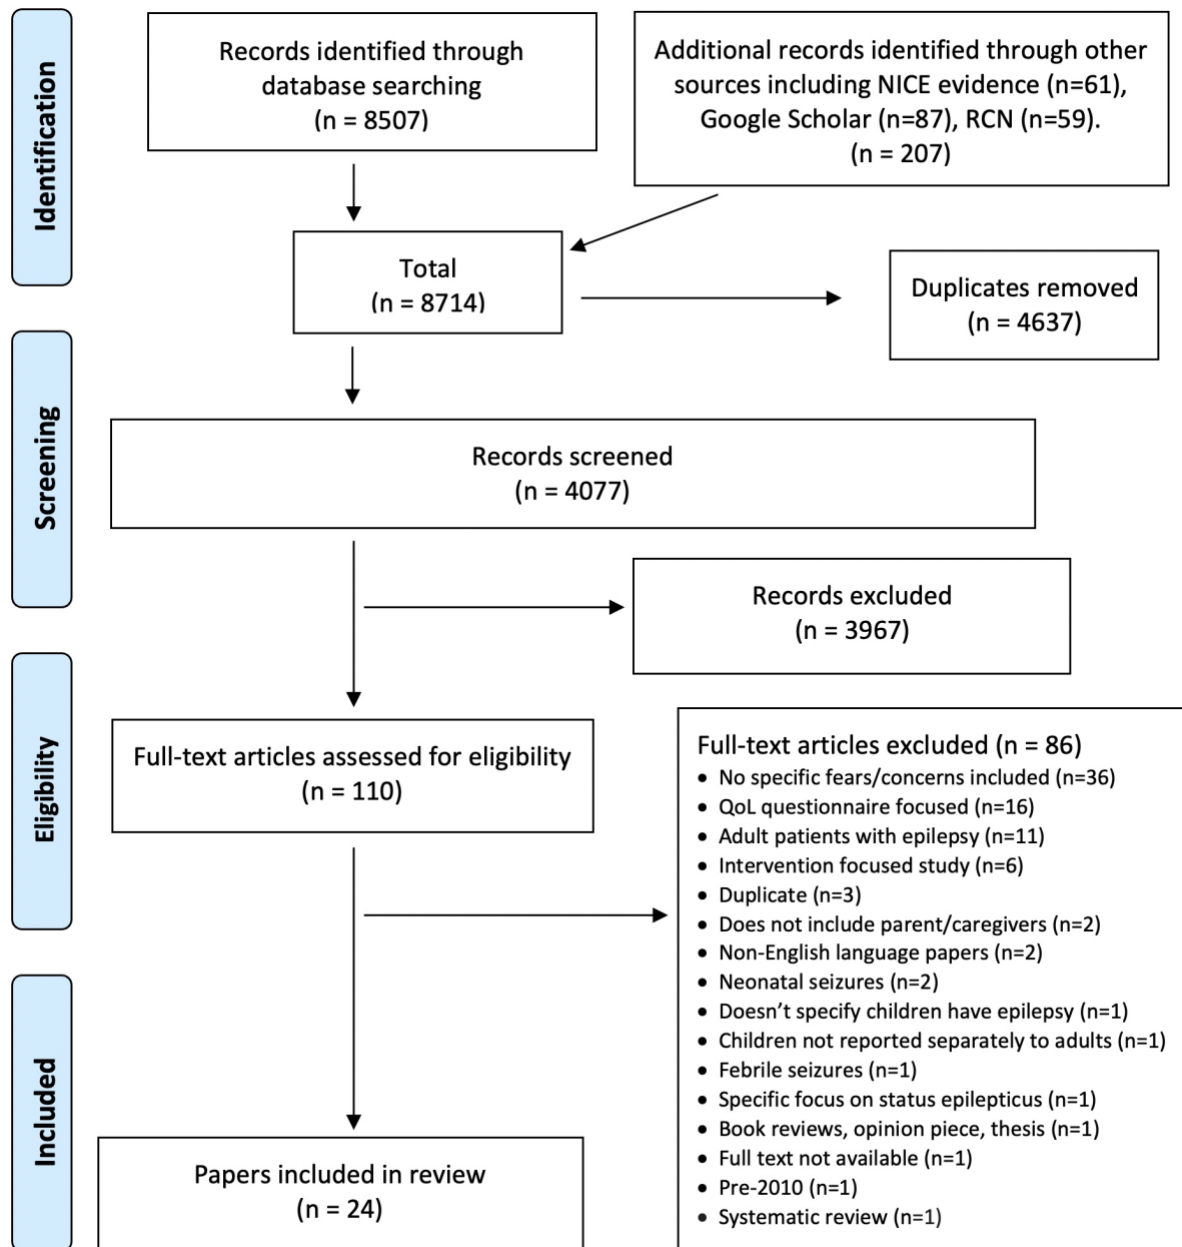 Identification
Records identified through
database searching
(n = 8507)
Additional records identified through other
sources including NICE evidence (n=61),
Google Scholar (n=87), RCN (n=59).
(n = 207)
Total
(n = 8714)
Duplicates removed
(n = 4637)
Screening
Records screened
(n = 4077)
Records excluded
(n = 3967)
Eligibility
Full-text articles assessed for eligibility
(n = 110)
Full-text articles excluded (n = 86)
• No specific fears/concerns included (n=36)
• QoL questionnaire focused (n=16)
• Adult patients with epilepsy (n=11)
• Intervention focused study (n=6)
• Duplicate (n=3)
• Does not include parent/caregivers (n=2)
• Non-English language papers (n=2)
• Neonatal seizures (n=2)
• Doesn’t specify children have epilepsy (n=1)
• Children not reported separately to adults (n=1)
• Febrile seizures (n=1)
• Specific focus on status epilepticus (n=1)
• Book reviews, opinion piece, thesis (n=1)
• Full text not available (n=1)
• Pre-2010 (n=1)
• Systematic review (n=1)
Included
Papers included in review
(n = 24)